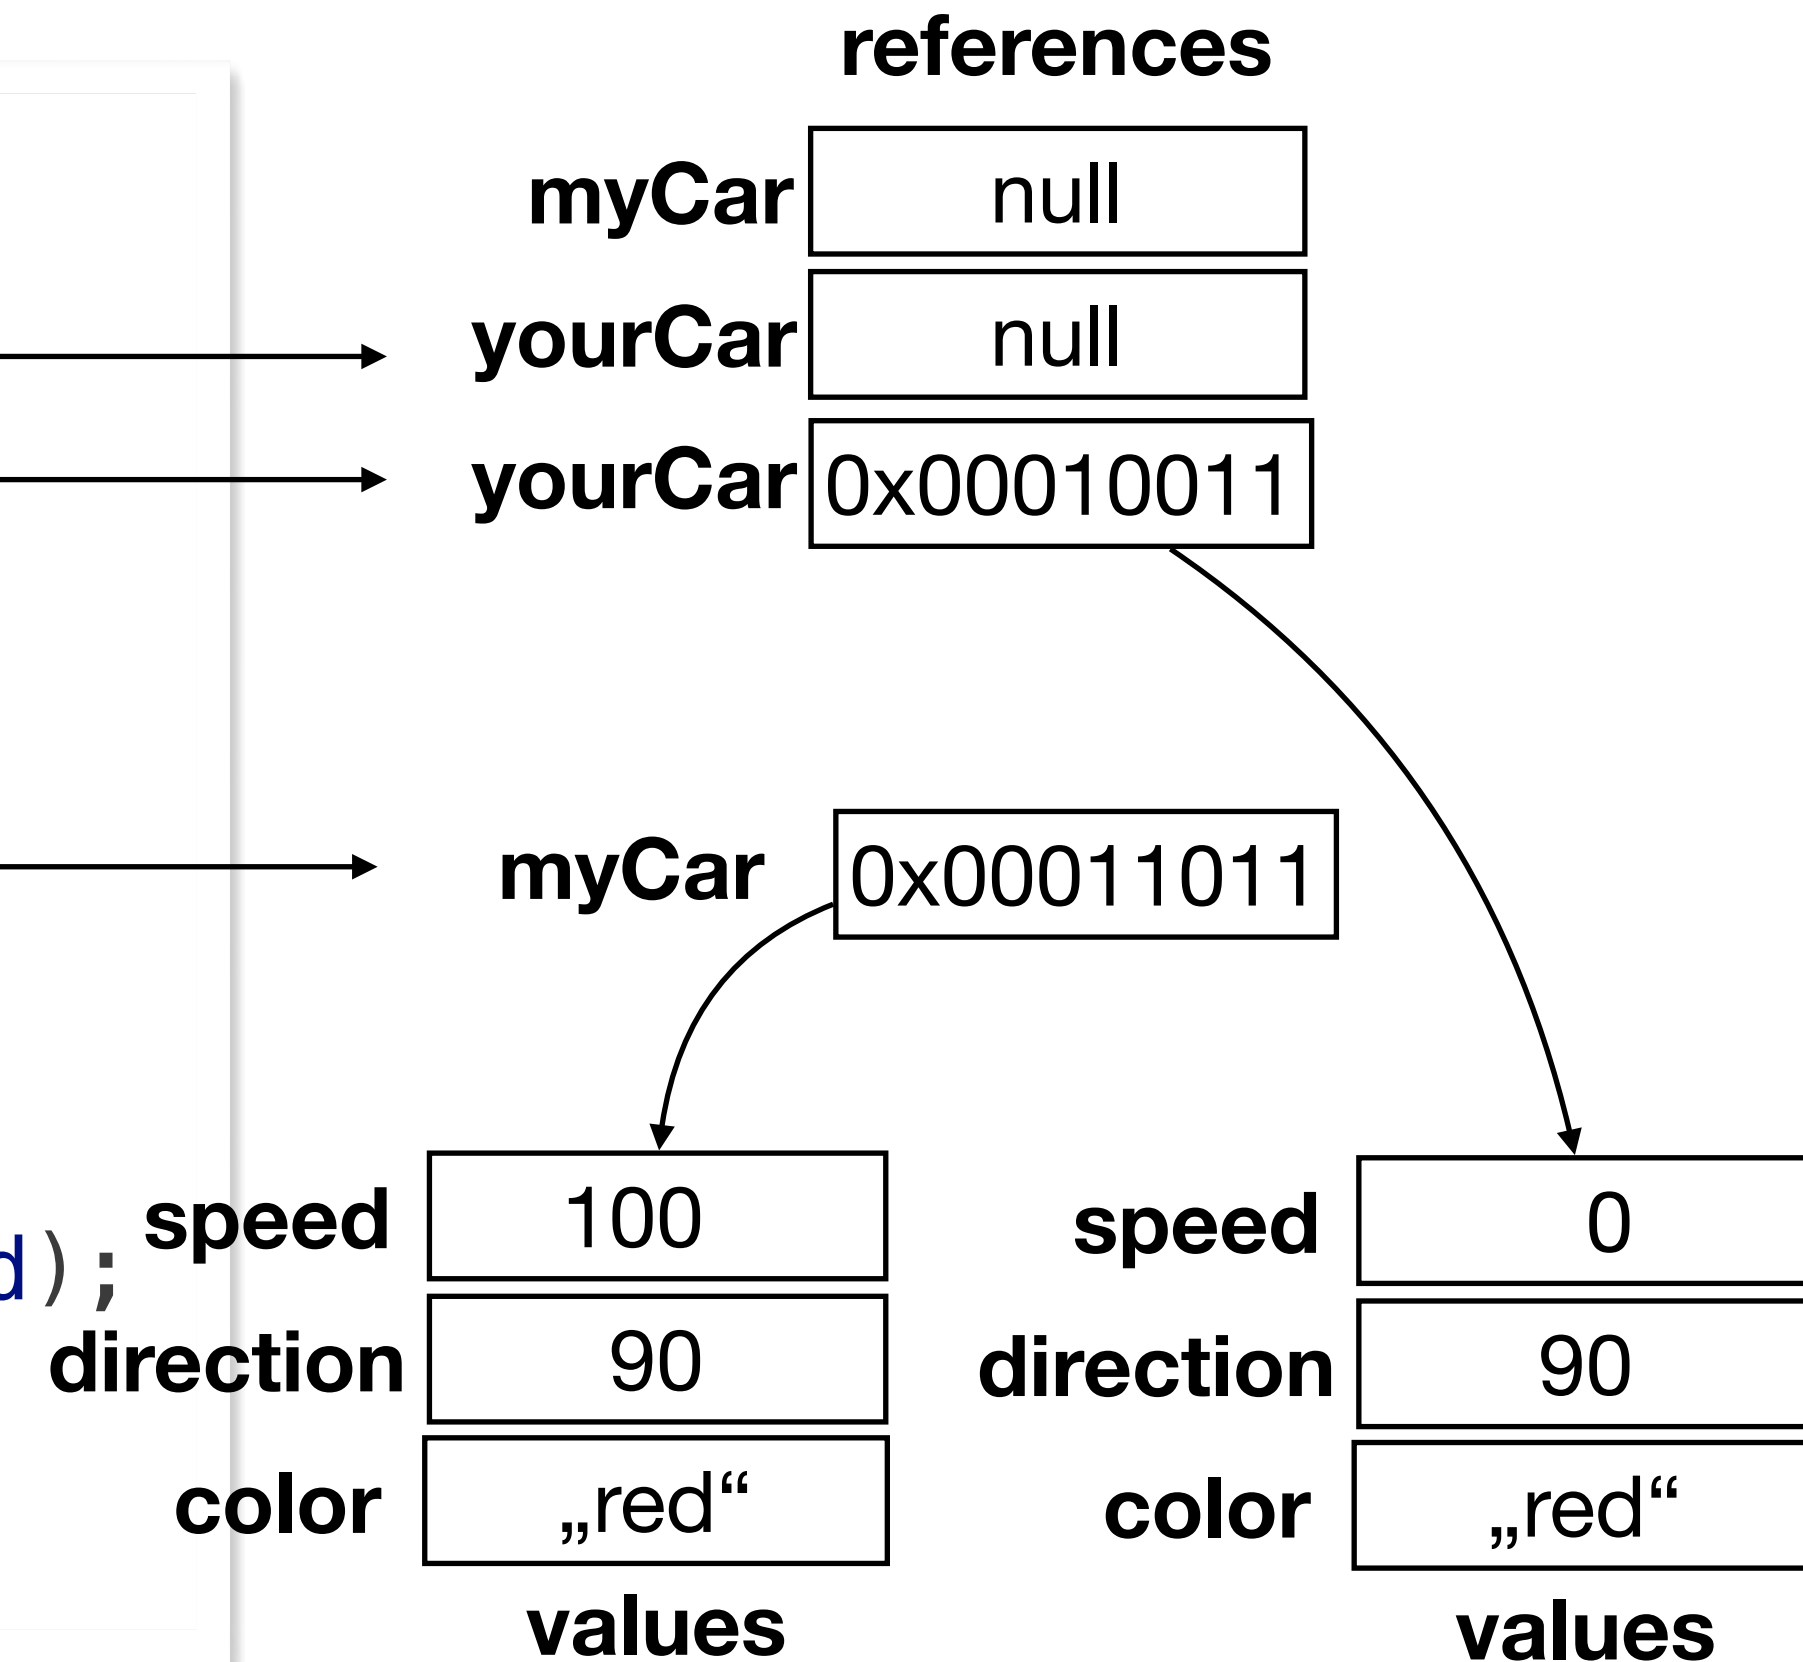 references
myCar null
yourCar null
yourCar 0x00010011
myCar 0x00011011
d); speed 100 speed 0
direction 90 direction 90
color „red“ color „red“
values values